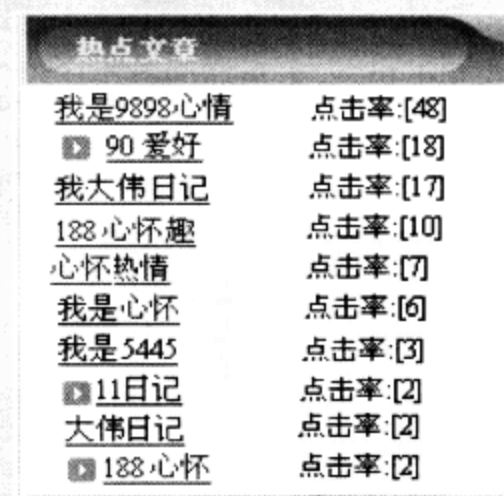 热点文章
我是9898心情 点击率:[48]
90 爱好 点击率:[18]
我大伟日记 点击率:[17]
188心怀趣 点击率:[10]
心怀热情 点击率:[7]
我是心怀 点击率:[6]
我是5445 点击率:[3]
11日记 点击率:[2]
大伟日记 点击率:[2]
188心怀 点击率:[2]